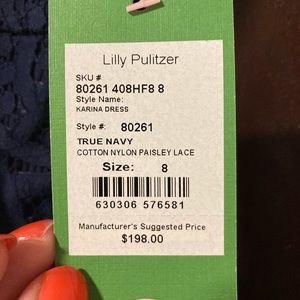 Lilly Pulitzer
SKU #
80261 408HF8 8
Style Name:
KARINA DRESS
Style #: 80261
TRUE NAVY
COTTON NYLON PAISLEY LACE
Size: 8
630306 576581
Manufacturer's Suggested Price
$198.00